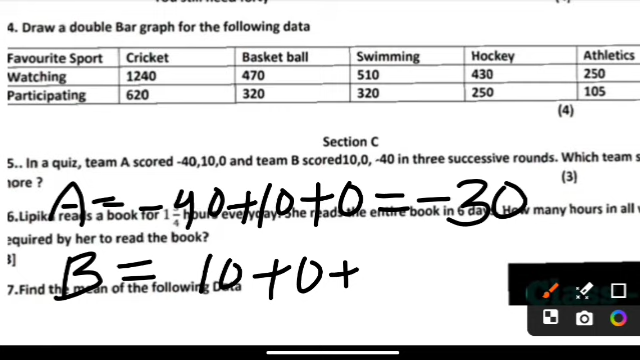 4. Draw a double Bar graph for the following data
Favourite Sport Cricket Basket ball Swimming Hockey Athletics
Watching 1240 470 510 430 250
Participating 620 320 320 250 105
(4)
Section C
5.. In a quiz, team A scored -40,10,0 and team B scored10,0, -40 in three successive rounds. Which team s
nore ? (3)
A = -40+10+0 = -30
6.Lipika reads a book for 1 hours everyday. She reads the entire book in 6 days. How many hours in all
equired by her to read the book?
3]
B = 10+0+
7.Find the mean of the following Data